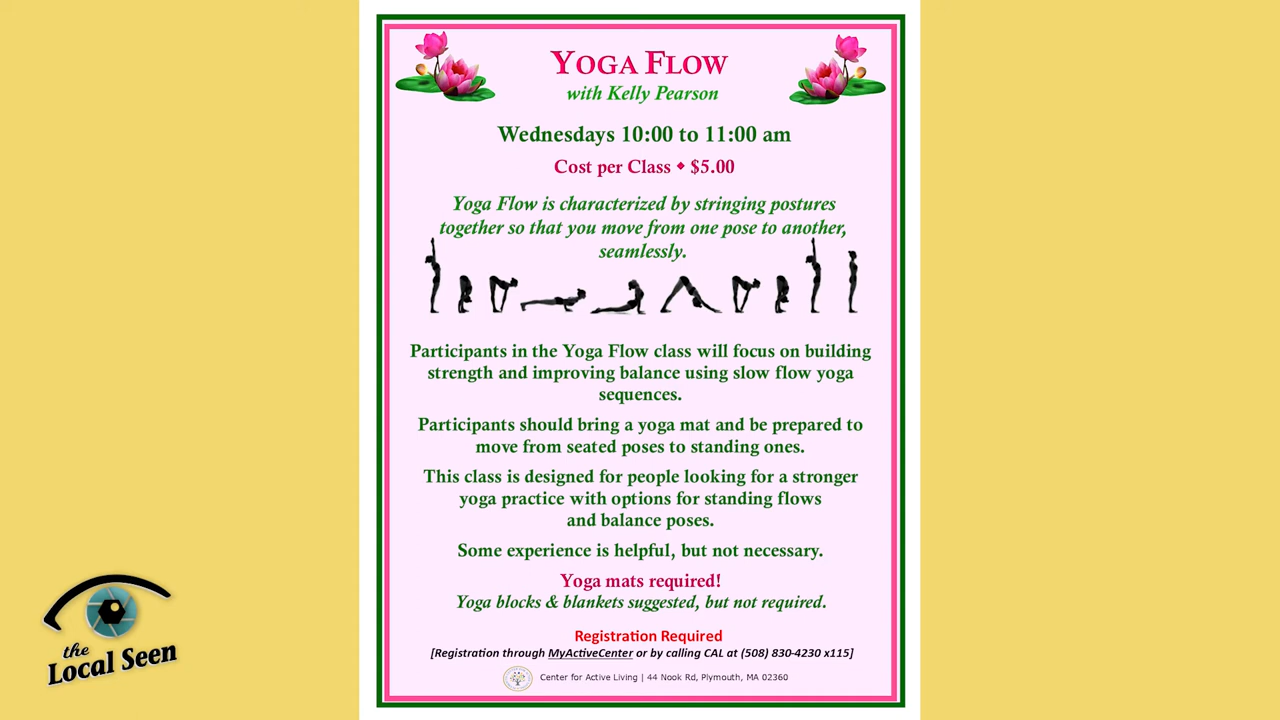 YOGA FLOW
with Kelly Pearson
Wednesdays 10:00 to 11:00 am
Cost per Class ❖ $5.00
Yoga Flow is characterized by stringing postures
together so that you move from one pose to another,
seamlessly.
Participants in the Yoga Flow class will focus on building
strength and improving balance using slow flow yoga
sequences.
Participants should bring a yoga mat and be prepared to
move from seated poses to standing ones.
This class is designed for people looking for a stronger
yoga practice with options for standing flows
and balance poses.
Some experience is helpful, but not necessary.
Yoga mats required!
Yoga blocks & blankets suggested, but not required.
Registration Required
[Registration through MyActiveCenter or by calling CAL at (508) 830-4230 x115]
Center for Active Living | 44 Nook Rd, Plymouth, MA 02360
the
Local Seen